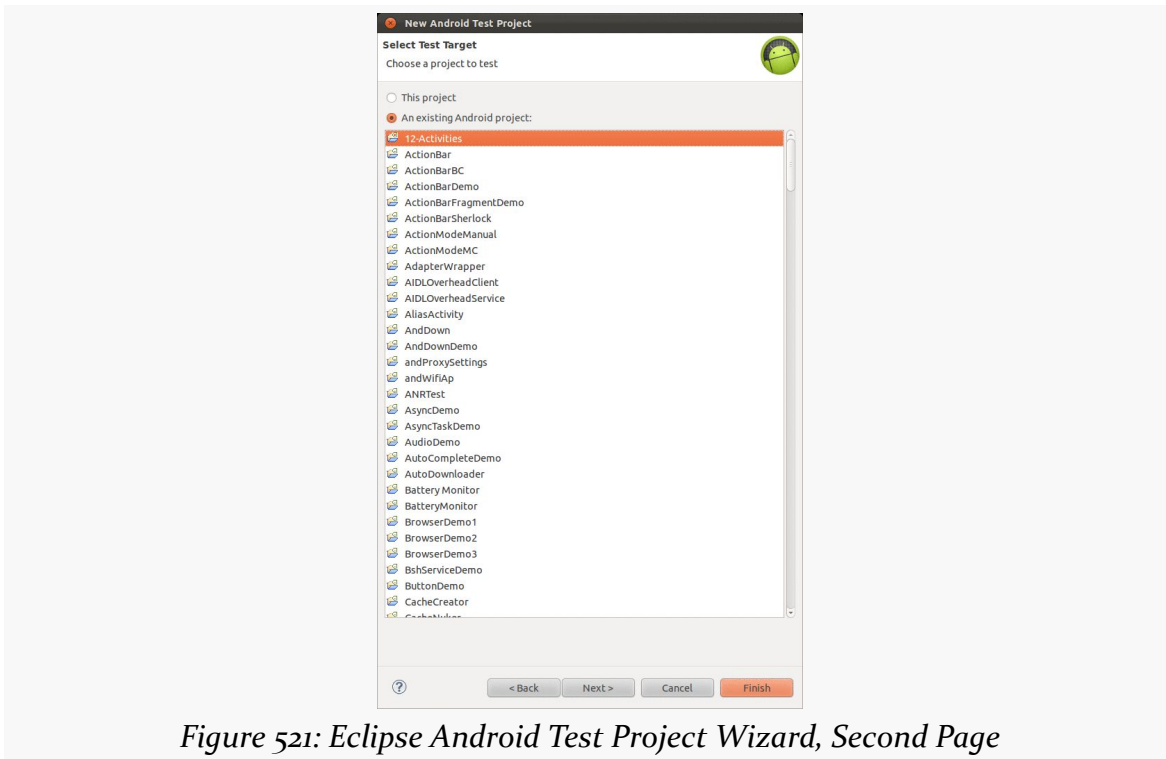 New Android Test Project
Select Test Target
Choose a project to test
This project
An existing Android project:
12-Activities
ActionBar
ActionBarBC
ActionBarDemo
ActionBarFragmentDemo
ActionBarSherlock
ActionModeManual
ActionModeMC
AdapterWrapper
AIDLOverheadClient
AIDLOverheadService
AliasActivity
AndDown
AndDownDemo
andProxySettings
andWifiAp
ANRTest
AsyncDemo
AsyncTaskDemo
AudioDemo
AutoCompleteDemo
AutoDownloader
Battery Monitor
BatteryMonitor
BrowserDemo1
BrowserDemo2
BrowserDemo3
BshServiceDemo
ButtonDemo
CacheCreator
? < Back Next > Cancel Finish
Figure 521: Eclipse Android Test Project Wizard, Second Page